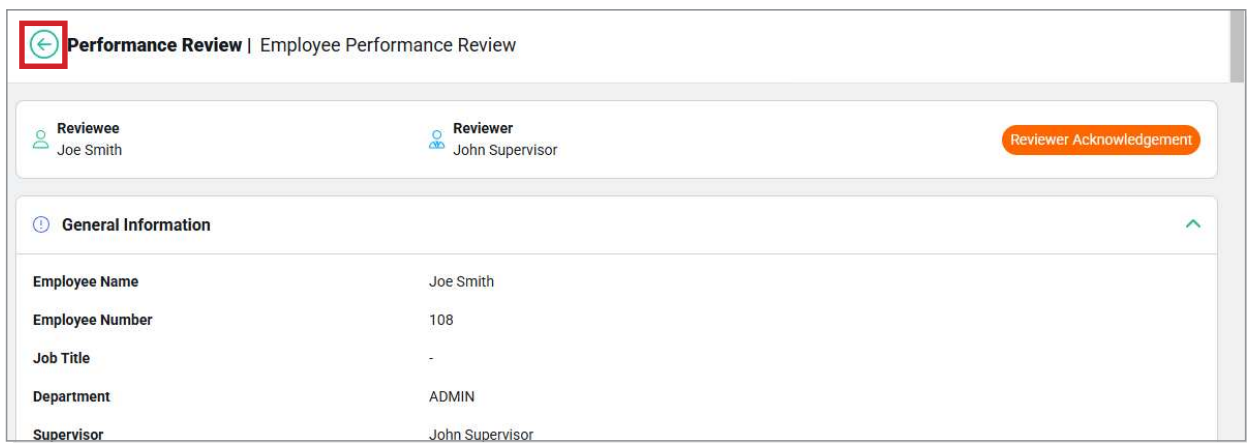 Performance Review | Employee Performance Review
Reviewee
Joe Smith
Reviewer
John Supervisor
Reviewer Acknowledgement
General Information
Employee Name Joe Smith
Employee Number 108
Job Title -
Department ADMIN
Supervisor John Supervisor